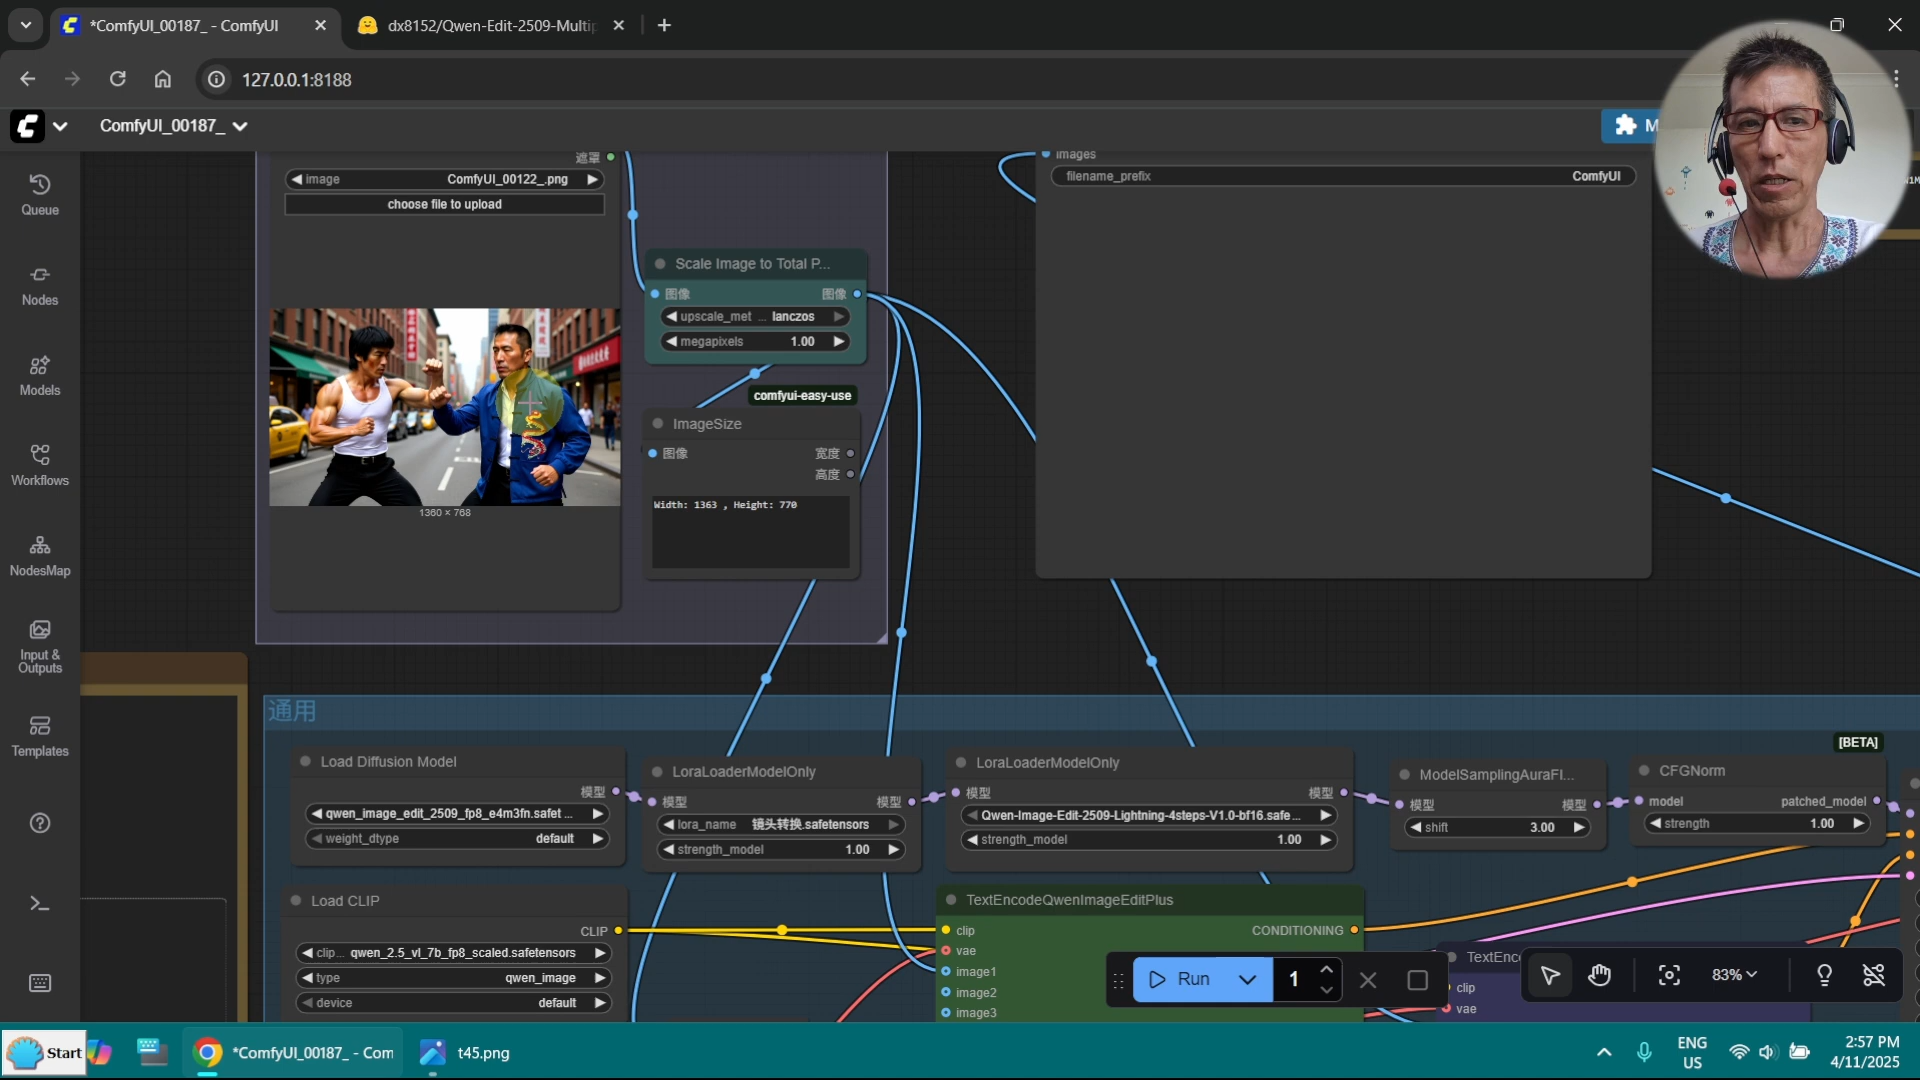 *ComfyUI_00187_ - ComfyUI
dx8152/Qwen-Edit-2509-Multip
127.0.0.1:8188
ComfyUI_00187_
M
Queue
Nodes
Models
Workflows
NodesMap
Input &
Outputs
Templates
遮罩
image ComfyUI_00122_.png
choose file to upload
1360 × 768
Scale Image to Total P...
图像 图像
upscale_met ... lanczos
megapixels 1.00
comfyui-easy-use
ImageSize
图像 宽度
高度
Width: 1363 , Height: 770
images
filename_prefix ComfyUI
通用
[BETA]
Load Diffusion Model
模型
qwen_image_edit_2509_fp8_e4m3fn.safet ...
weight_dtype default
LoraLoaderModelOnly
模型 模型
lora_name 镜头转换.safetensors
strength_model 1.00
LoraLoaderModelOnly
模型 模型
Qwen-Image-Edit-2509-Lightning-4steps-V1.0-bf16.safe ...
strength_model 1.00
ModelSamplingAuraFl...
模型 模型
shift 3.00
CFGNorm
model patched_model
strength 1.00
Load CLIP
CLIP
clip... qwen_2.5_vl_7b_fp8_scaled.safetensors
type qwen_image
device default
TextEncodeQwenImageEditPlus
clip CONDITIONING
vae
image1
image2
image3
TextEnc
clip
vae
Run 1
83%
Start
*ComfyUI_00187_ - Com
t45.png
ENG
US
2:57 PM
4/11/2025